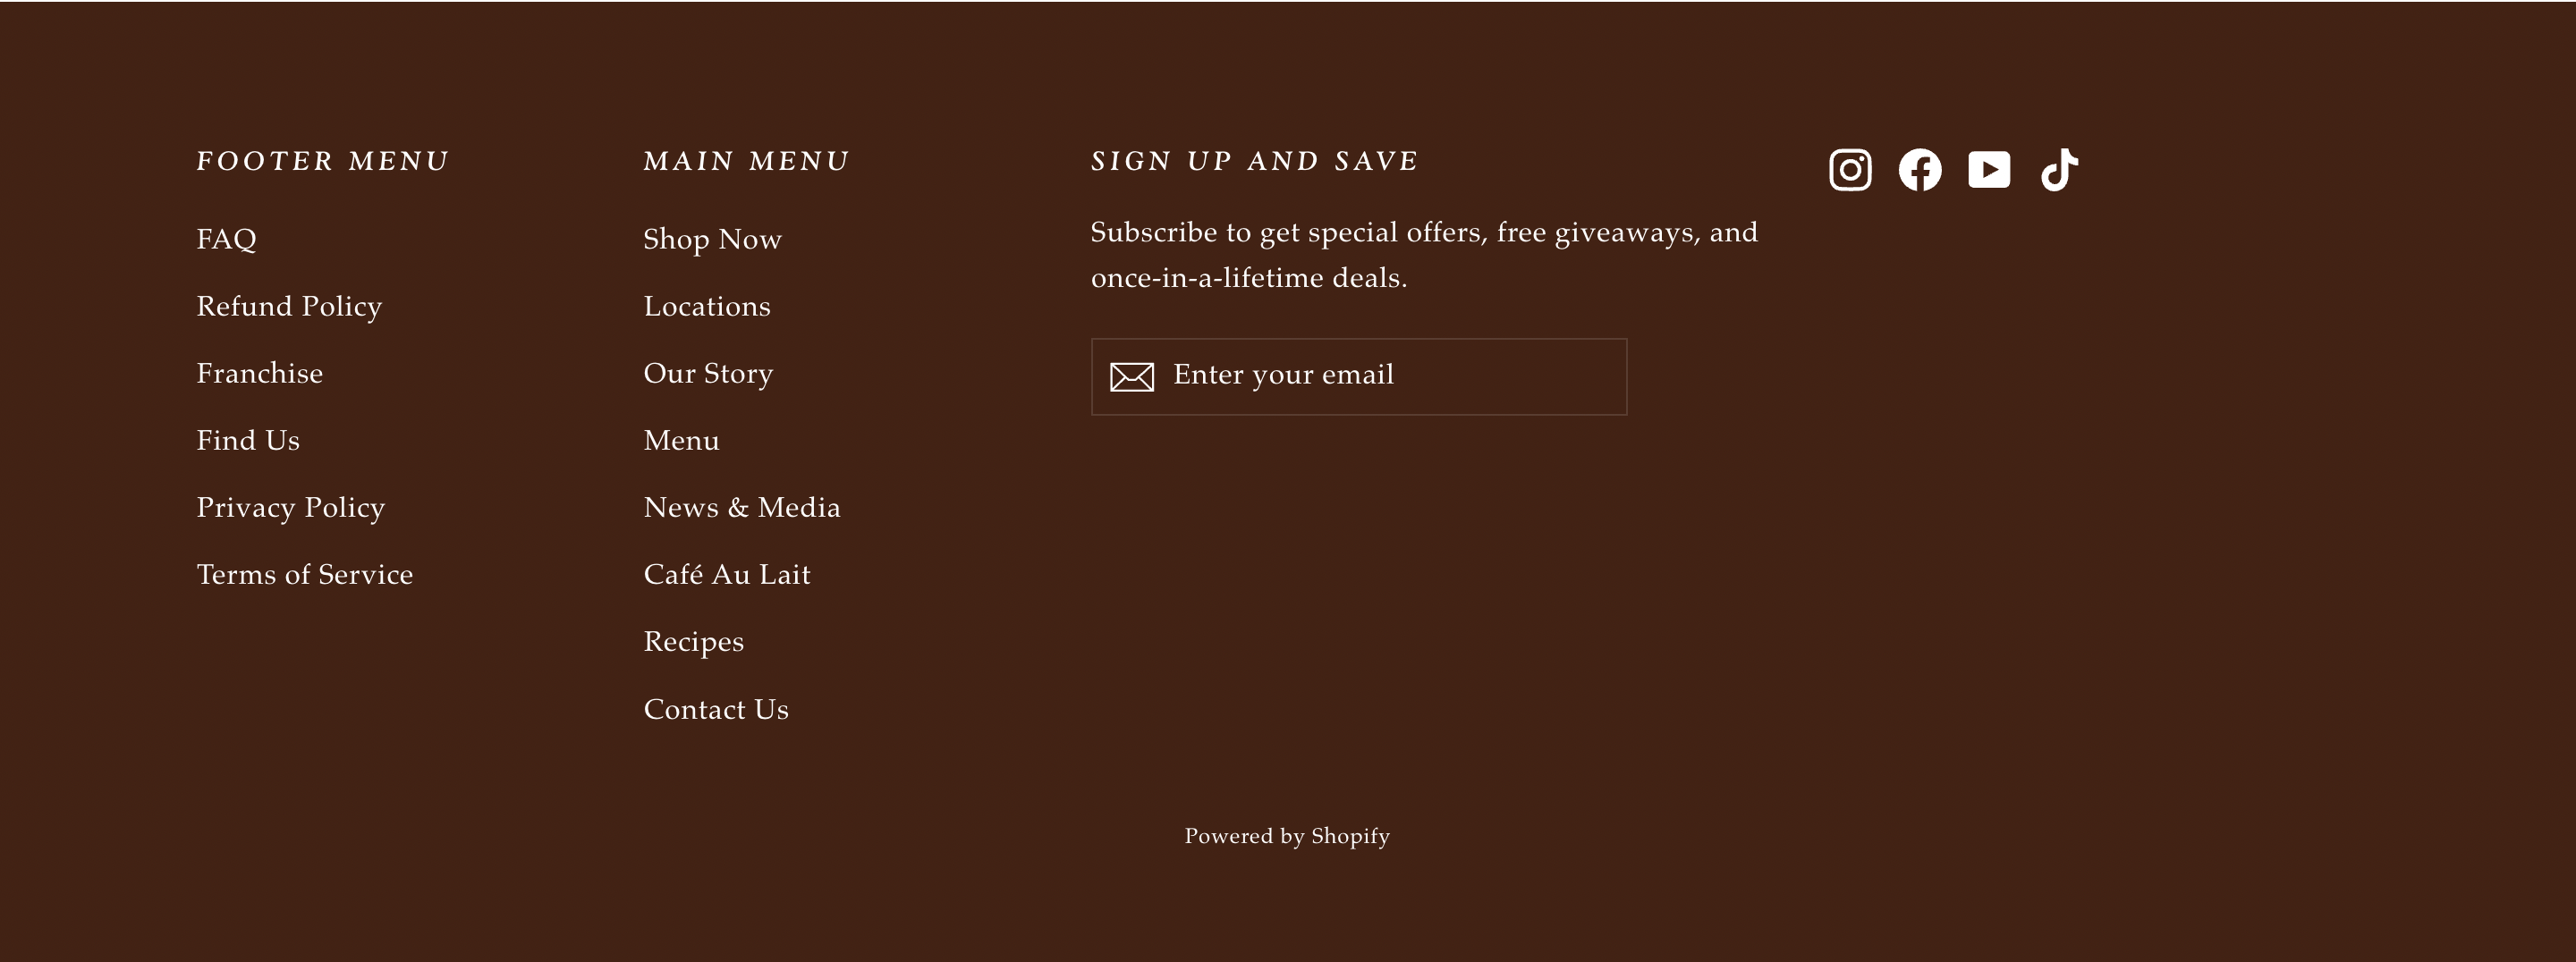 FOOTER MENU
FAQ
Refund Policy
Franchise
Find Us
Privacy Policy
Terms of Service
MAIN MENU
Shop Now
Locations
Our Story
Menu
News & Media
Café Au Lait
Recipes
Contact Us
SIGN UP AND SAVE
Subscribe to get special offers, free giveaways, and
once-in-a-lifetime deals.
Enter your email
Powered by Shopify